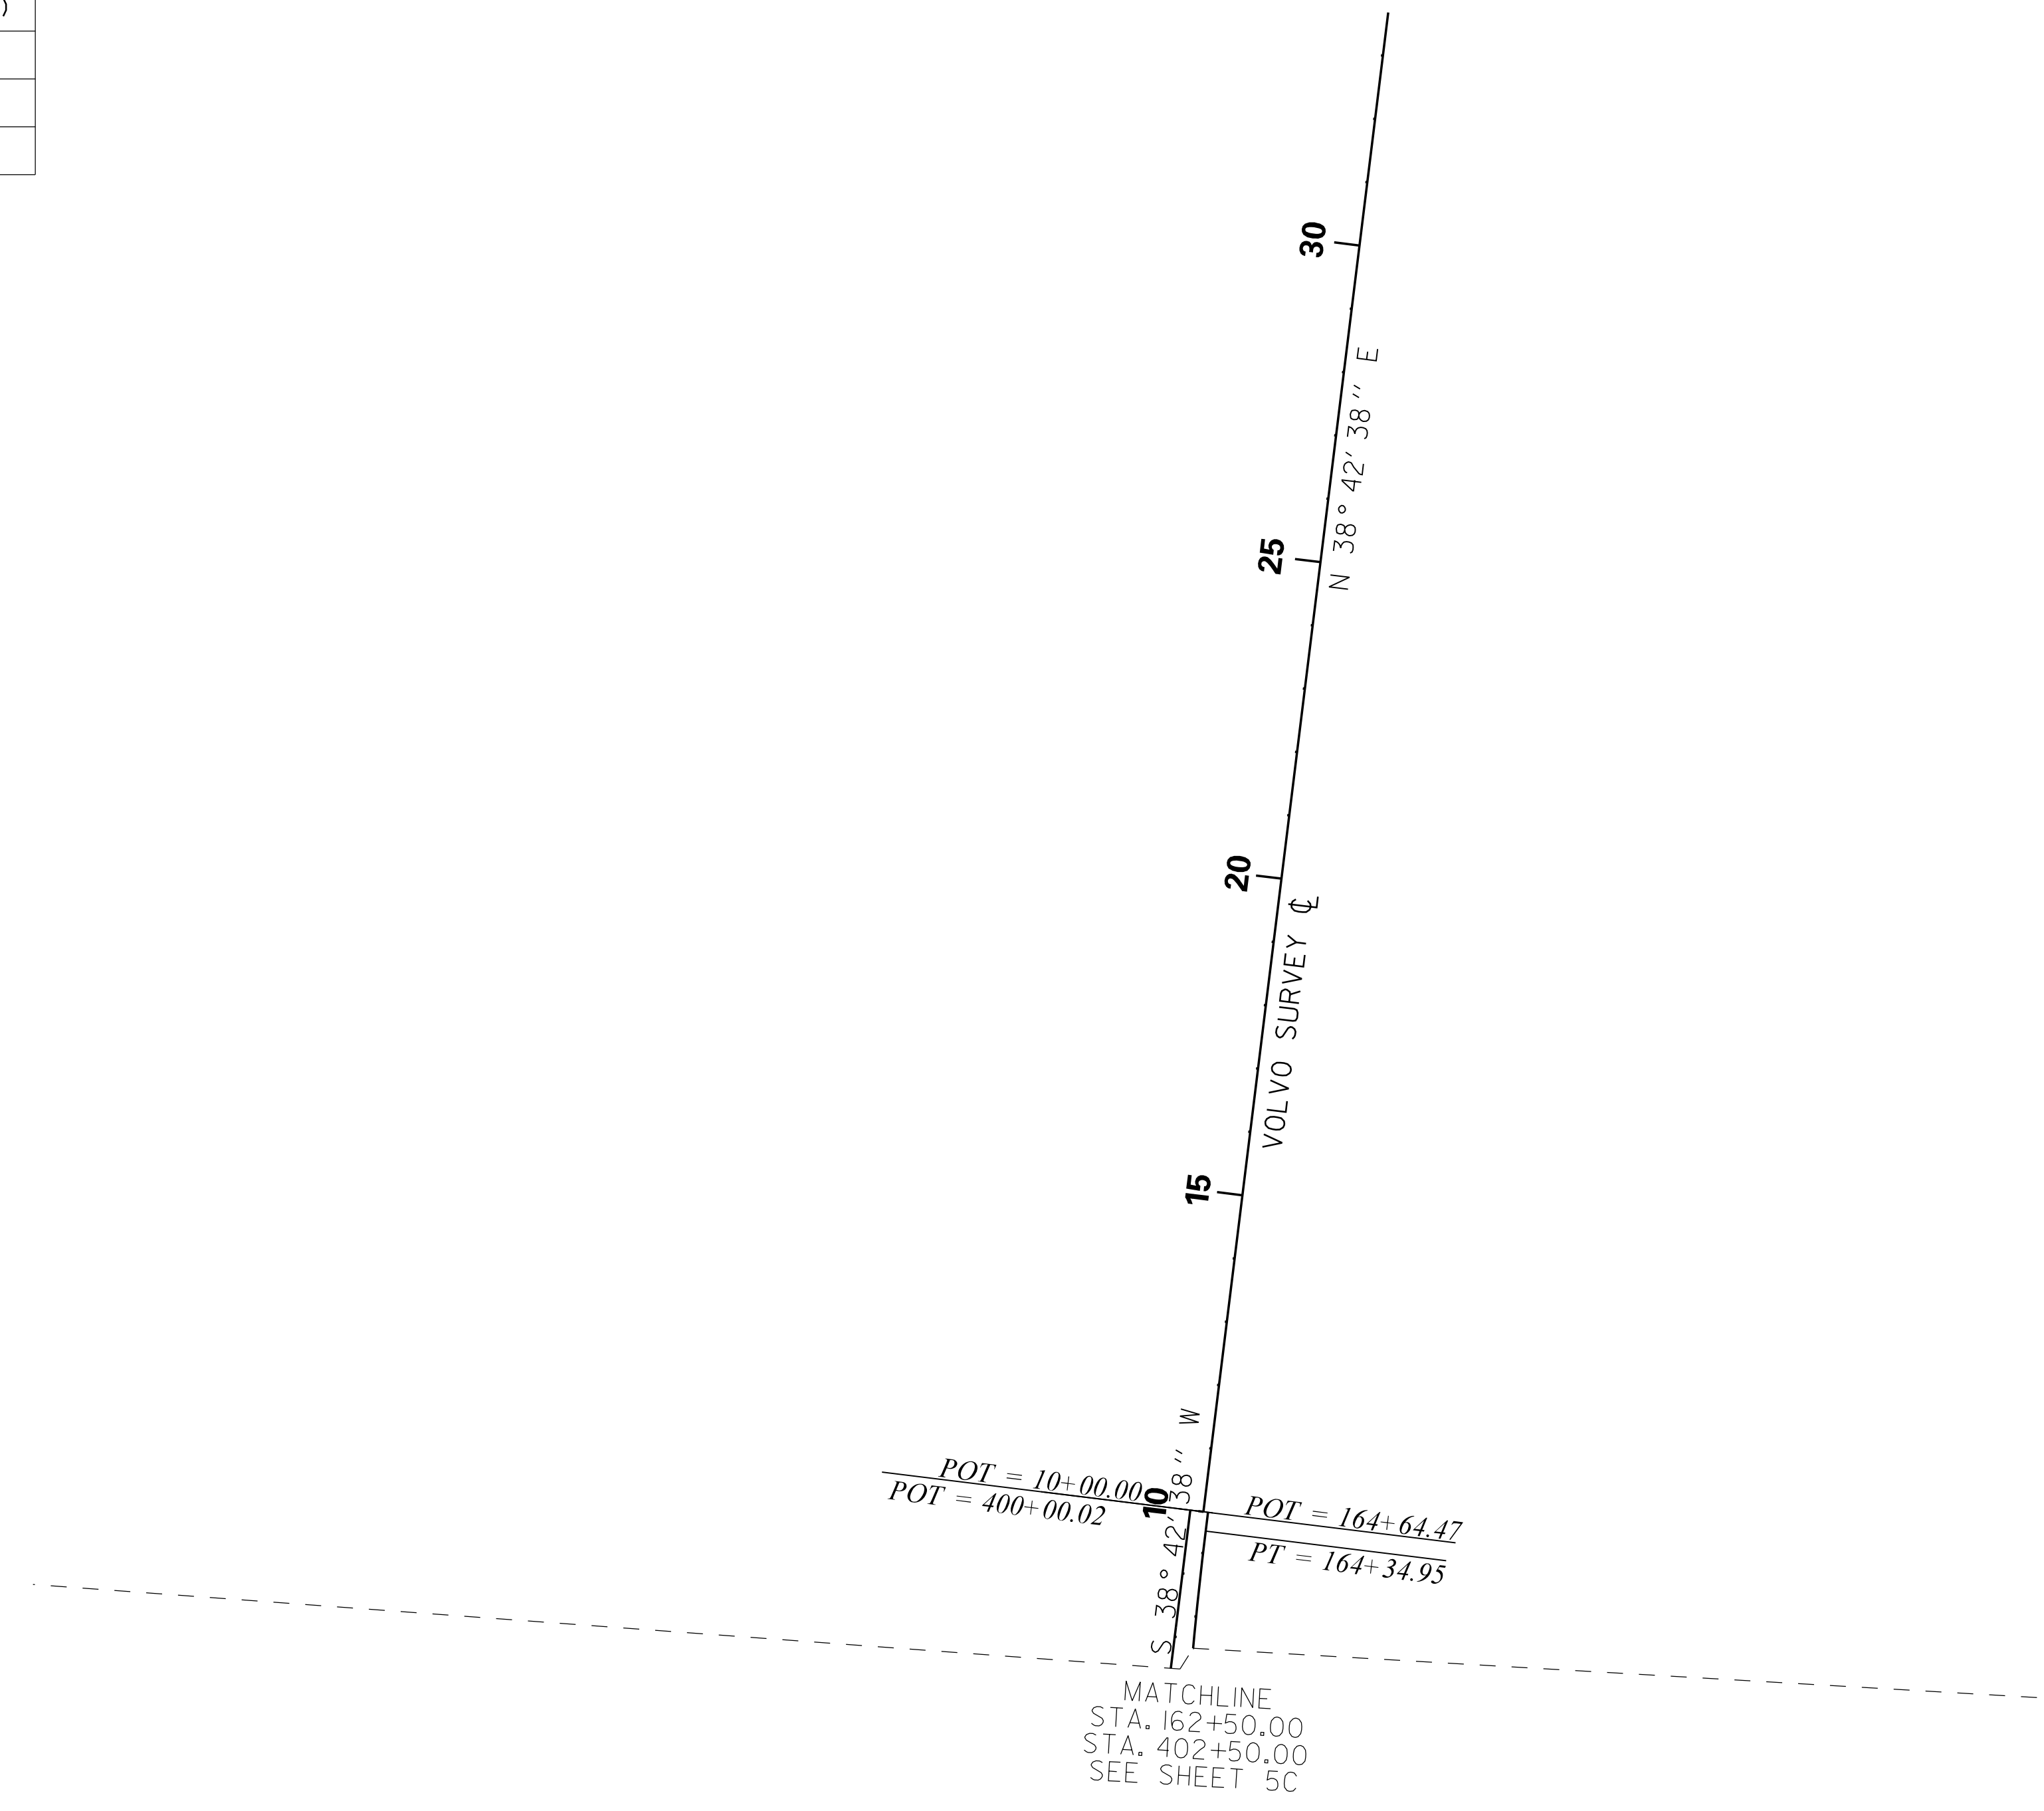 30
N 38° 42' 38'' E
25
20
VOLVO SURVEY ℄
15
S 38° 42' 38'' W
10
POT = 10+00.00
POT = 400+00.02
POT = 164+64.47
PT = 164+34.95
MATCHLINE
STA. 162+50.00
STA. 402+50.00
SEE SHEET 5C